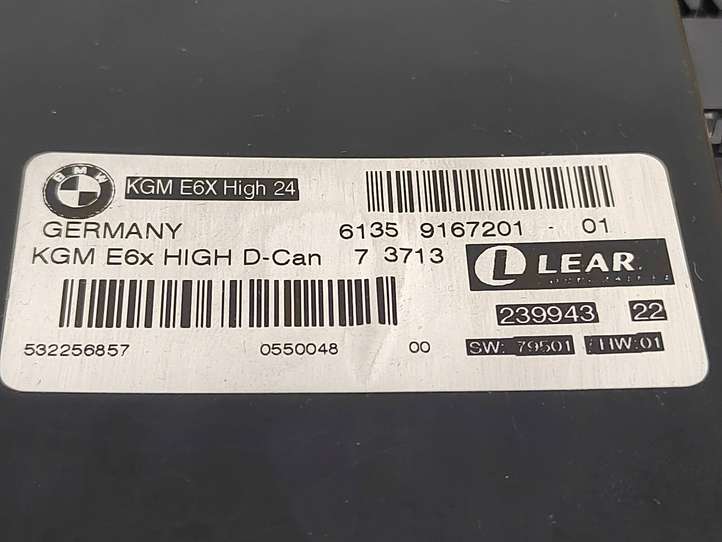 BMW
KGM E6X High 24
GERMANY 6135 9167201 - 01
KGM E6x HIGH D-Can 7 3713
L LEAR
239943 22
532256857 0550048 00
SW: 79501 HW:01